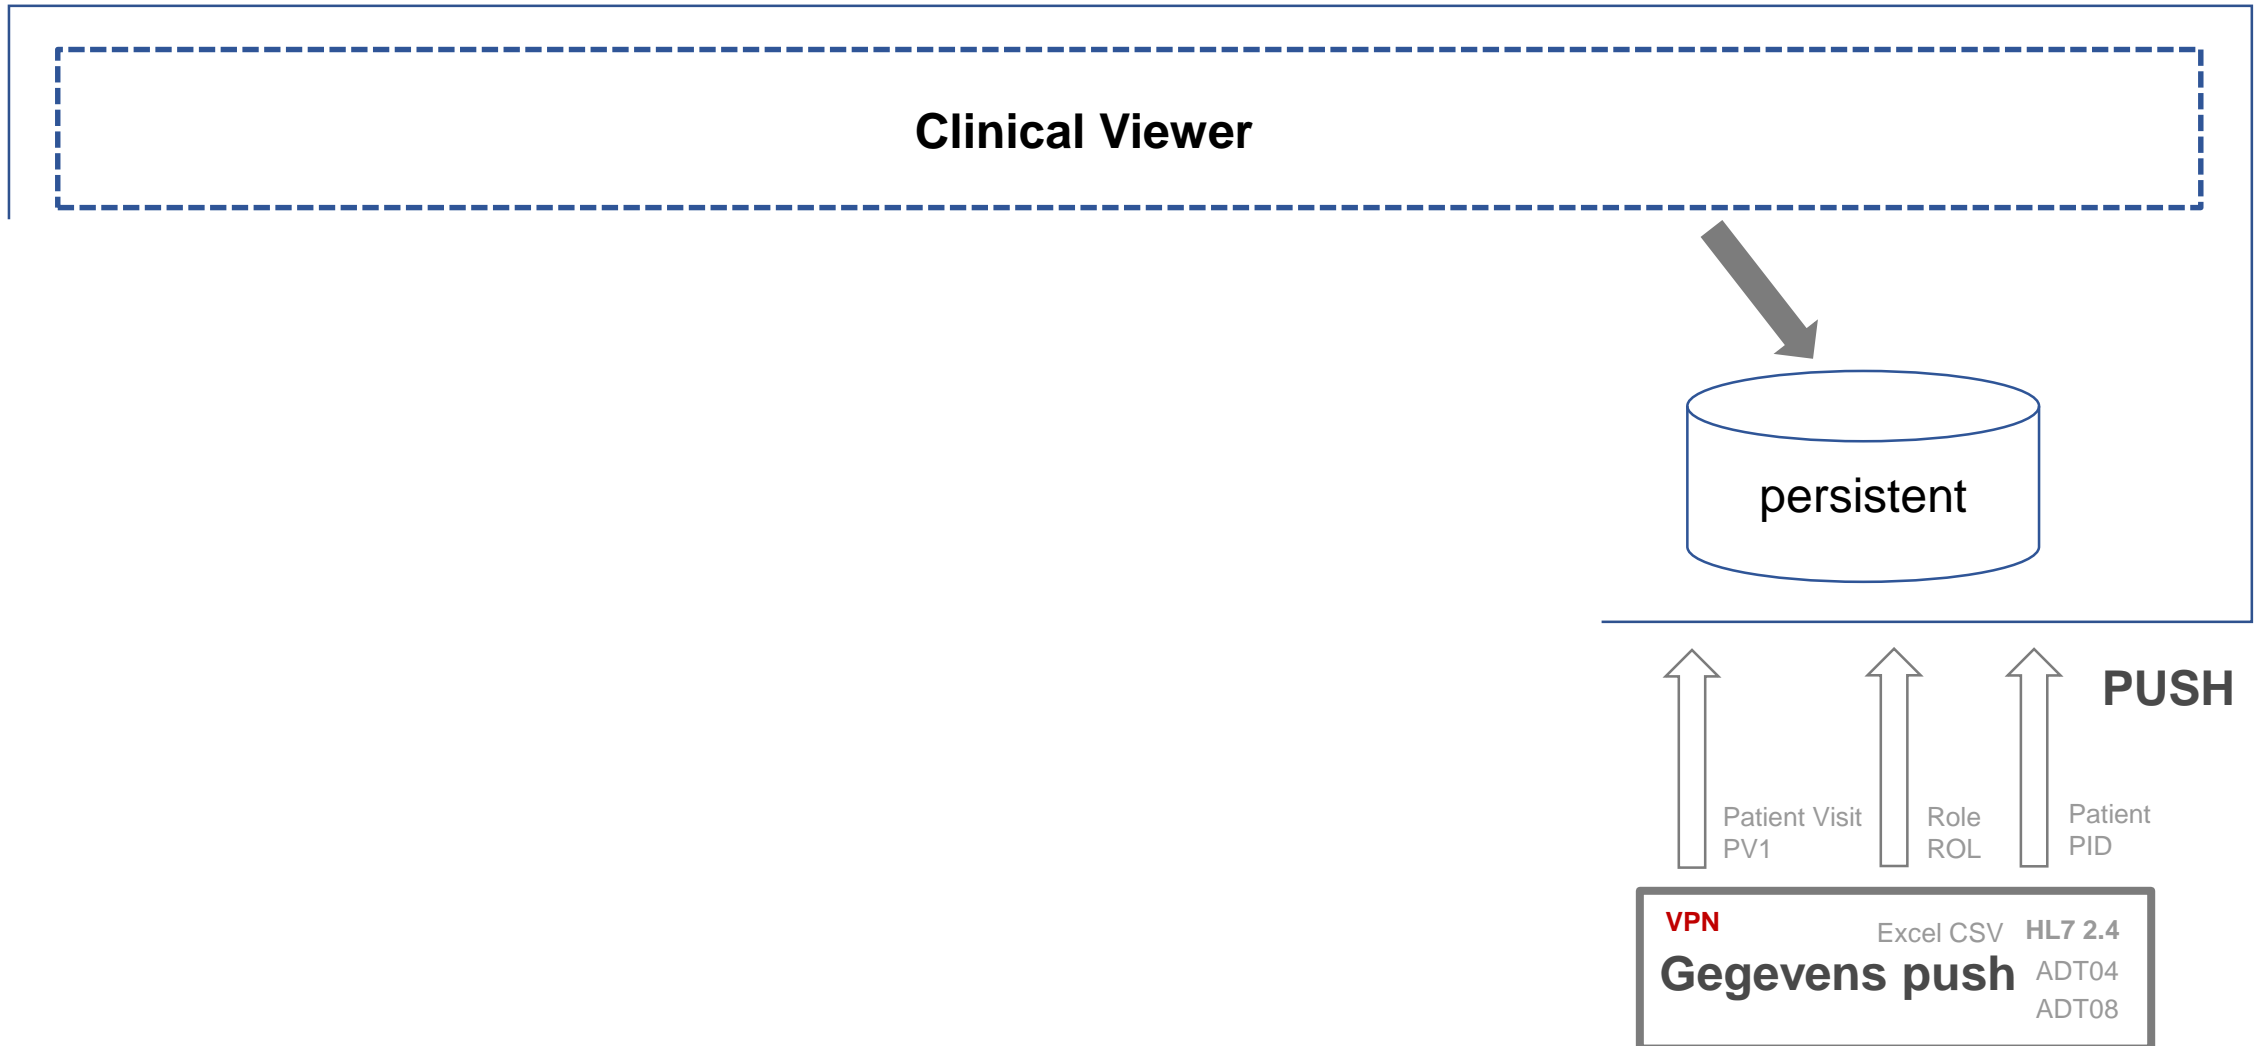 Clinical Viewer
persistent
PUSH
Patient Visit
PV1
Role
ROL
Patient
PID
VPN
Excel CSV
HL7 2.4
Gegevens push
ADT04
ADT08